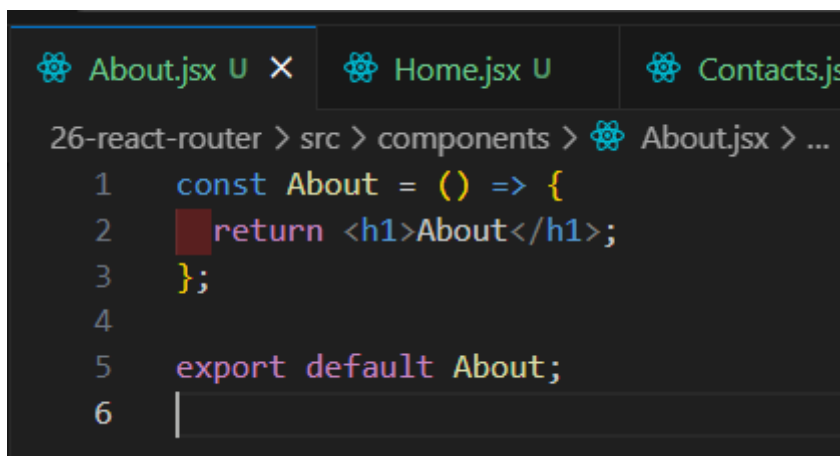 About.jsx U × Home.jsx U Contacts.js
26-react-router > src > components > About.jsx > ...
1 const About = () => {
2 return <h1>About</h1>;
3 };
4
5 export default About;
6